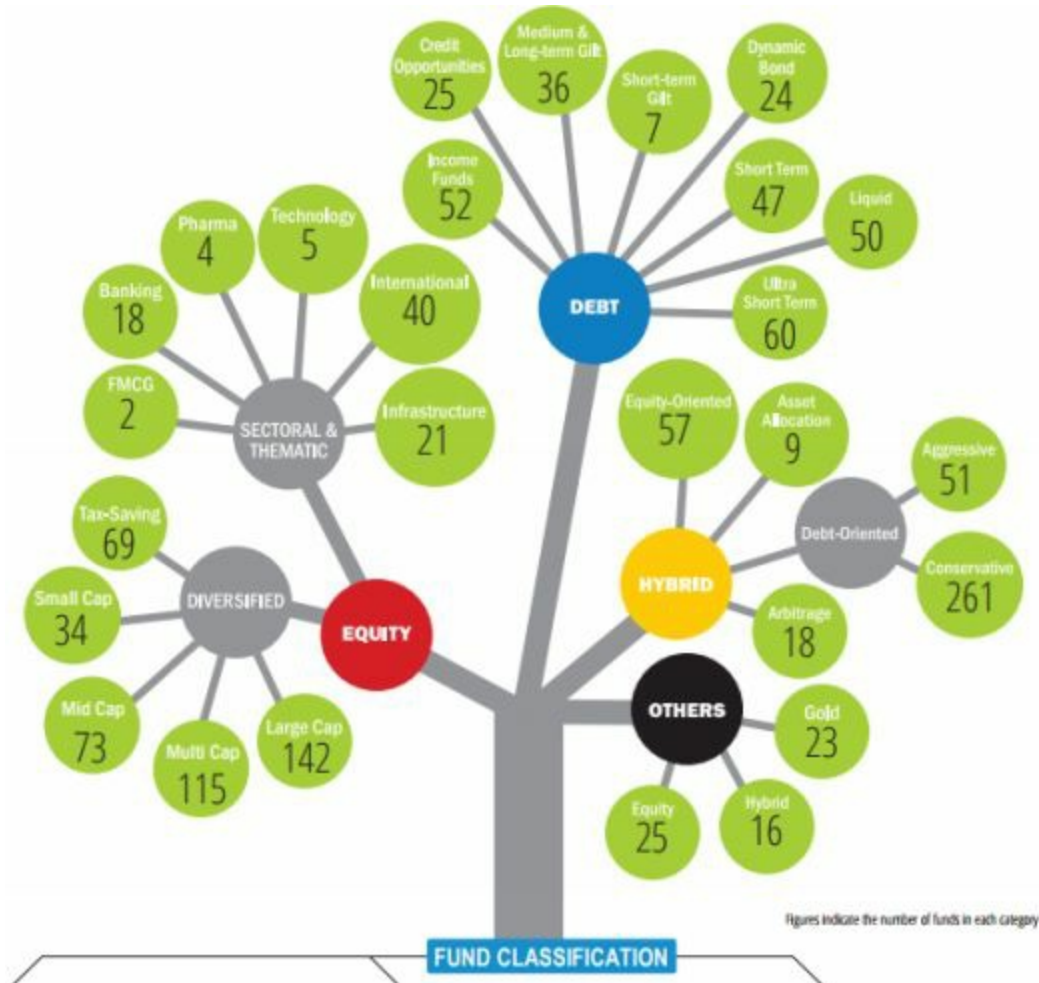 Credit
Opportunities
25
Medium &
Long-term Gilt
36
Short-term
Gilt
7
Dynamic
Bond
24
Income
Funds
52
Short Term
47
Liquid
50
Ultra
Short Term
60
DEBT
Pharma
4
Technology
5
Banking
18
International
40
FMCG
2
Infrastructure
21
SECTORAL &
THEMATIC
Tax-Saving
69
Small Cap
34
Mid Cap
73
Multi Cap
115
Large Cap
142
DIVERSIFIED
EQUITY
Equity-Oriented
57
Asset
Allocation
9
Aggressive
51
Debt-Oriented
Conservative
261
HYBRID
Arbitrage
18
OTHERS
Gold
23
Equity
25
Hybrid
16
Figures indicate the number of funds in each category
FUND CLASSIFICATION